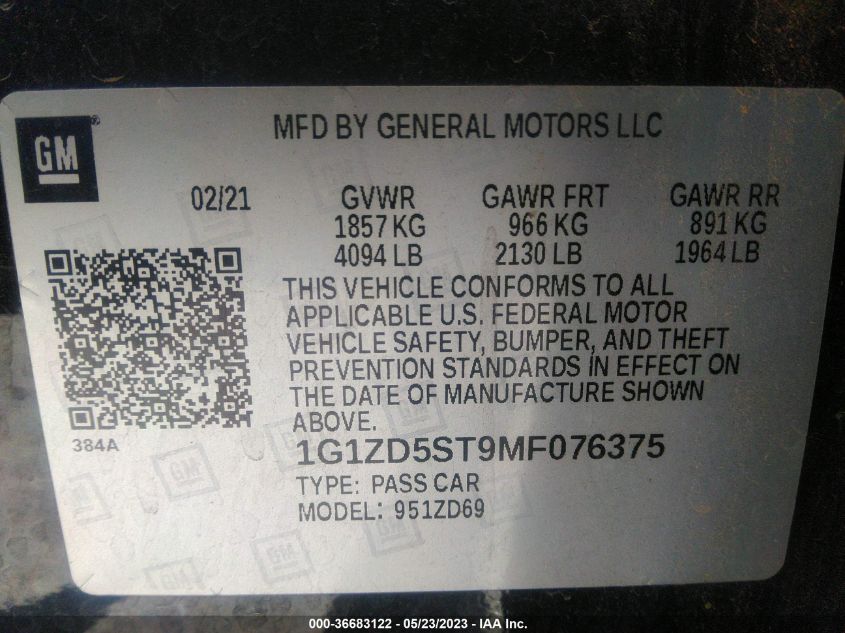 GM®
MFD BY GENERAL MOTORS LLC
02/21 GVWR GAWR FRT GAWR RR
1857 KG 966 KG 891 KG
4094 LB 2130 LB 1964 LB
THIS VEHICLE CONFORMS TO ALL
APPLICABLE U.S. FEDERAL MOTOR
VEHICLE SAFETY, BUMPER, AND THEFT
PREVENTION STANDARDS IN EFFECT ON
THE DATE OF MANUFACTURE SHOWN
ABOVE.
384A
1G1ZD5ST9MF076375
TYPE: PASS CAR
MODEL: 951ZD69
000-36683122 - 05/23/2023 - IAA Inc.